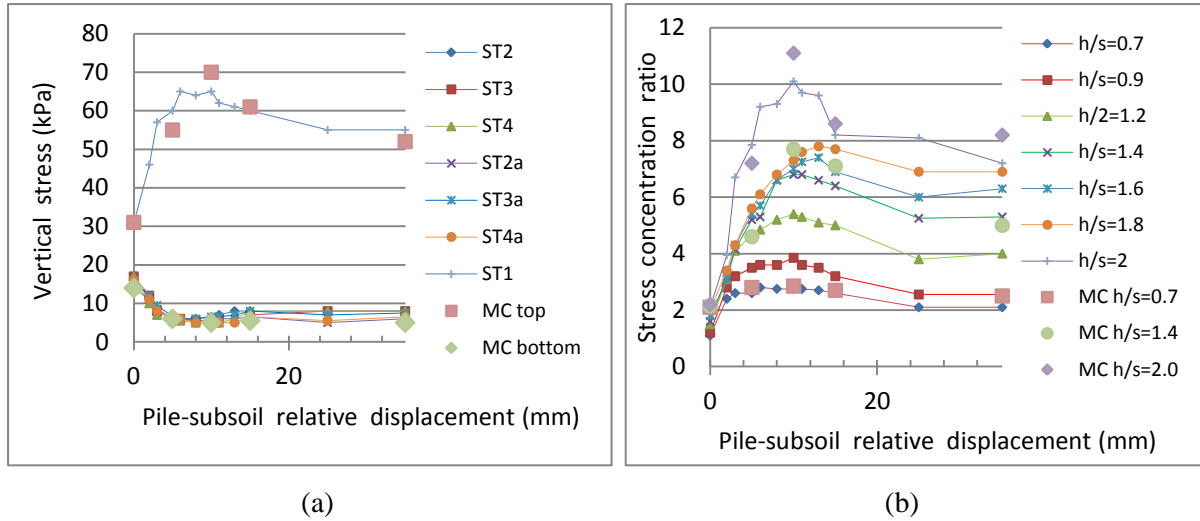 Vertical stress (kPa)
80
70
60
50
40
30
20
10
0
0
20
Pile-subsoil relative displacement (mm)
ST2
ST3
ST4
ST2a
ST3a
ST4a
ST1
MC top
MC bottom
(a)
Stress concentration ratio
12
10
8
6
4
2
0
0
20
Pile-subsoil relative displacement (mm)
h/s=0.7
h/s=0.9
h/2=1.2
h/s=1.4
h/s=1.6
h/s=1.8
h/s=2
MC h/s=0.7
MC h/s=1.4
MC h/s=2.0
(b)